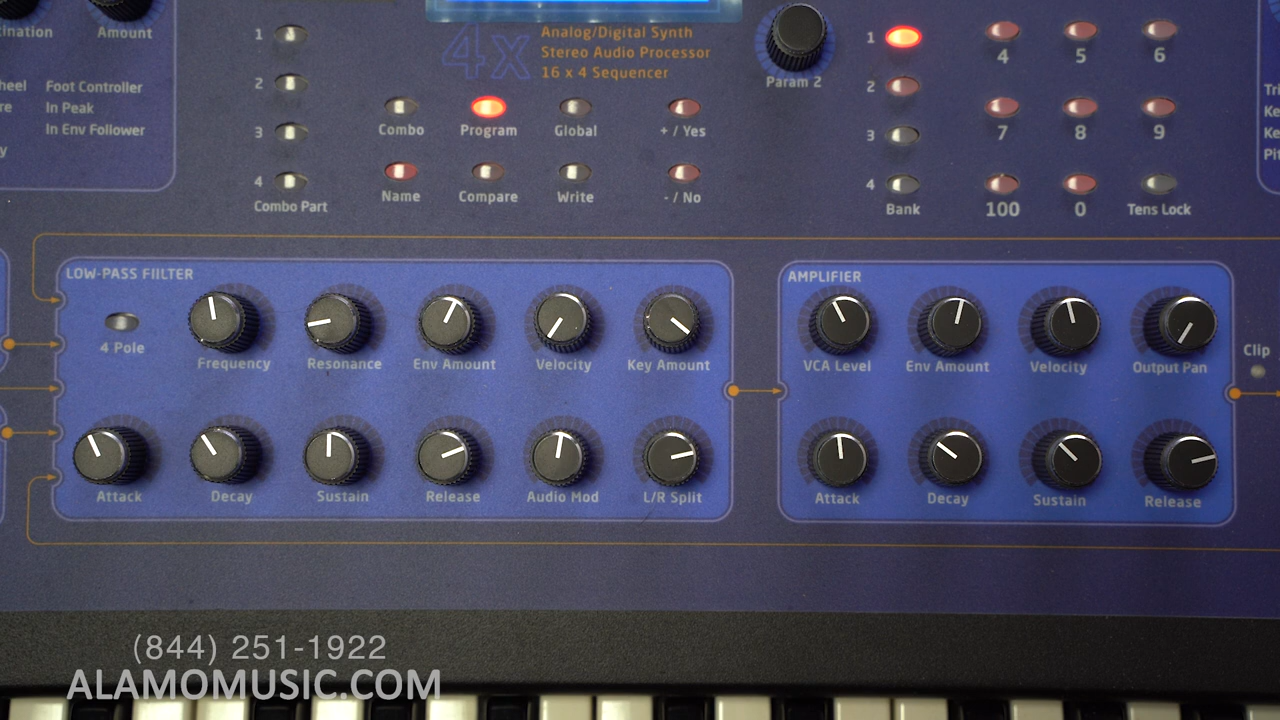 Amount
Foot Controller
In Peak
In Env Follower
1
2
3
4
Combo Part
4x
Analog/Digital Synth
Stereo Audio Processor
16 x 4 Sequencer
Combo Program Global + / Yes
Name Compare Write - / No
Param 2
1
2
3
4
Bank
4 5 6
7 8 9
100 0 Tens Lock
LOW-PASS FIILTER
4 Pole Frequency Resonance Env Amount Velocity Key Amount
Attack Decay Sustain Release Audio Mod L/R Split
AMPLIFIER
VCA Level Env Amount Velocity Output Pan
Attack Decay Sustain Release
Clip
(844) 251-1922
ALAMOMUSIC.COM